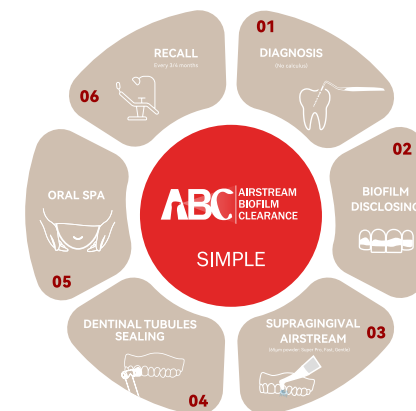 01
DIAGNOSIS
02
BIOFILM
DISCLOSING
03
SUPRAGINGIVAL
AIRSTREAM
04
DENTINAL TUBULES
SEALING
05
ORAL SPA
06
RECALL
Every 3/6 months
ABC
AIRSTREAM
BIOFILM
CLEARANCE
SIMPLE